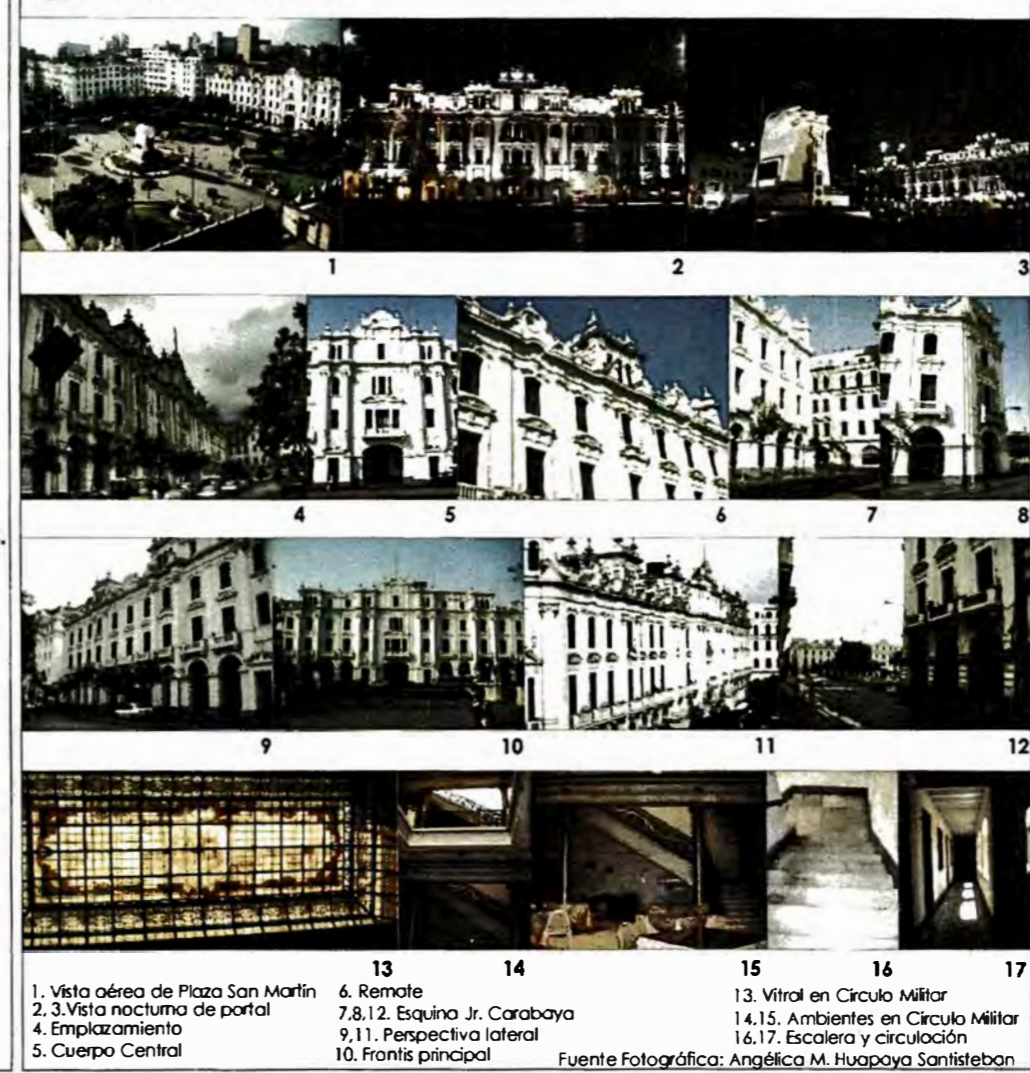 1
2
3
4
5
6
7
8
9
10
11
12
13
14
15
16
17
1. Vista aérea de Plaza San Martín
2, 3.Vista nocturna de portal
4. Emplazamiento
5. Cuerpo Central
6. Remate
7,8,12. Esquina Jr. Carabaya
9,11. Perspectiva lateral
10. Frontis principal
13. Vitral en Circulo Militar
14,15. Ambientes en Circulo Militar
16,17. Escalera y circulación
Fuente Fotográfica: Angélica M. Huapaya Santisteban